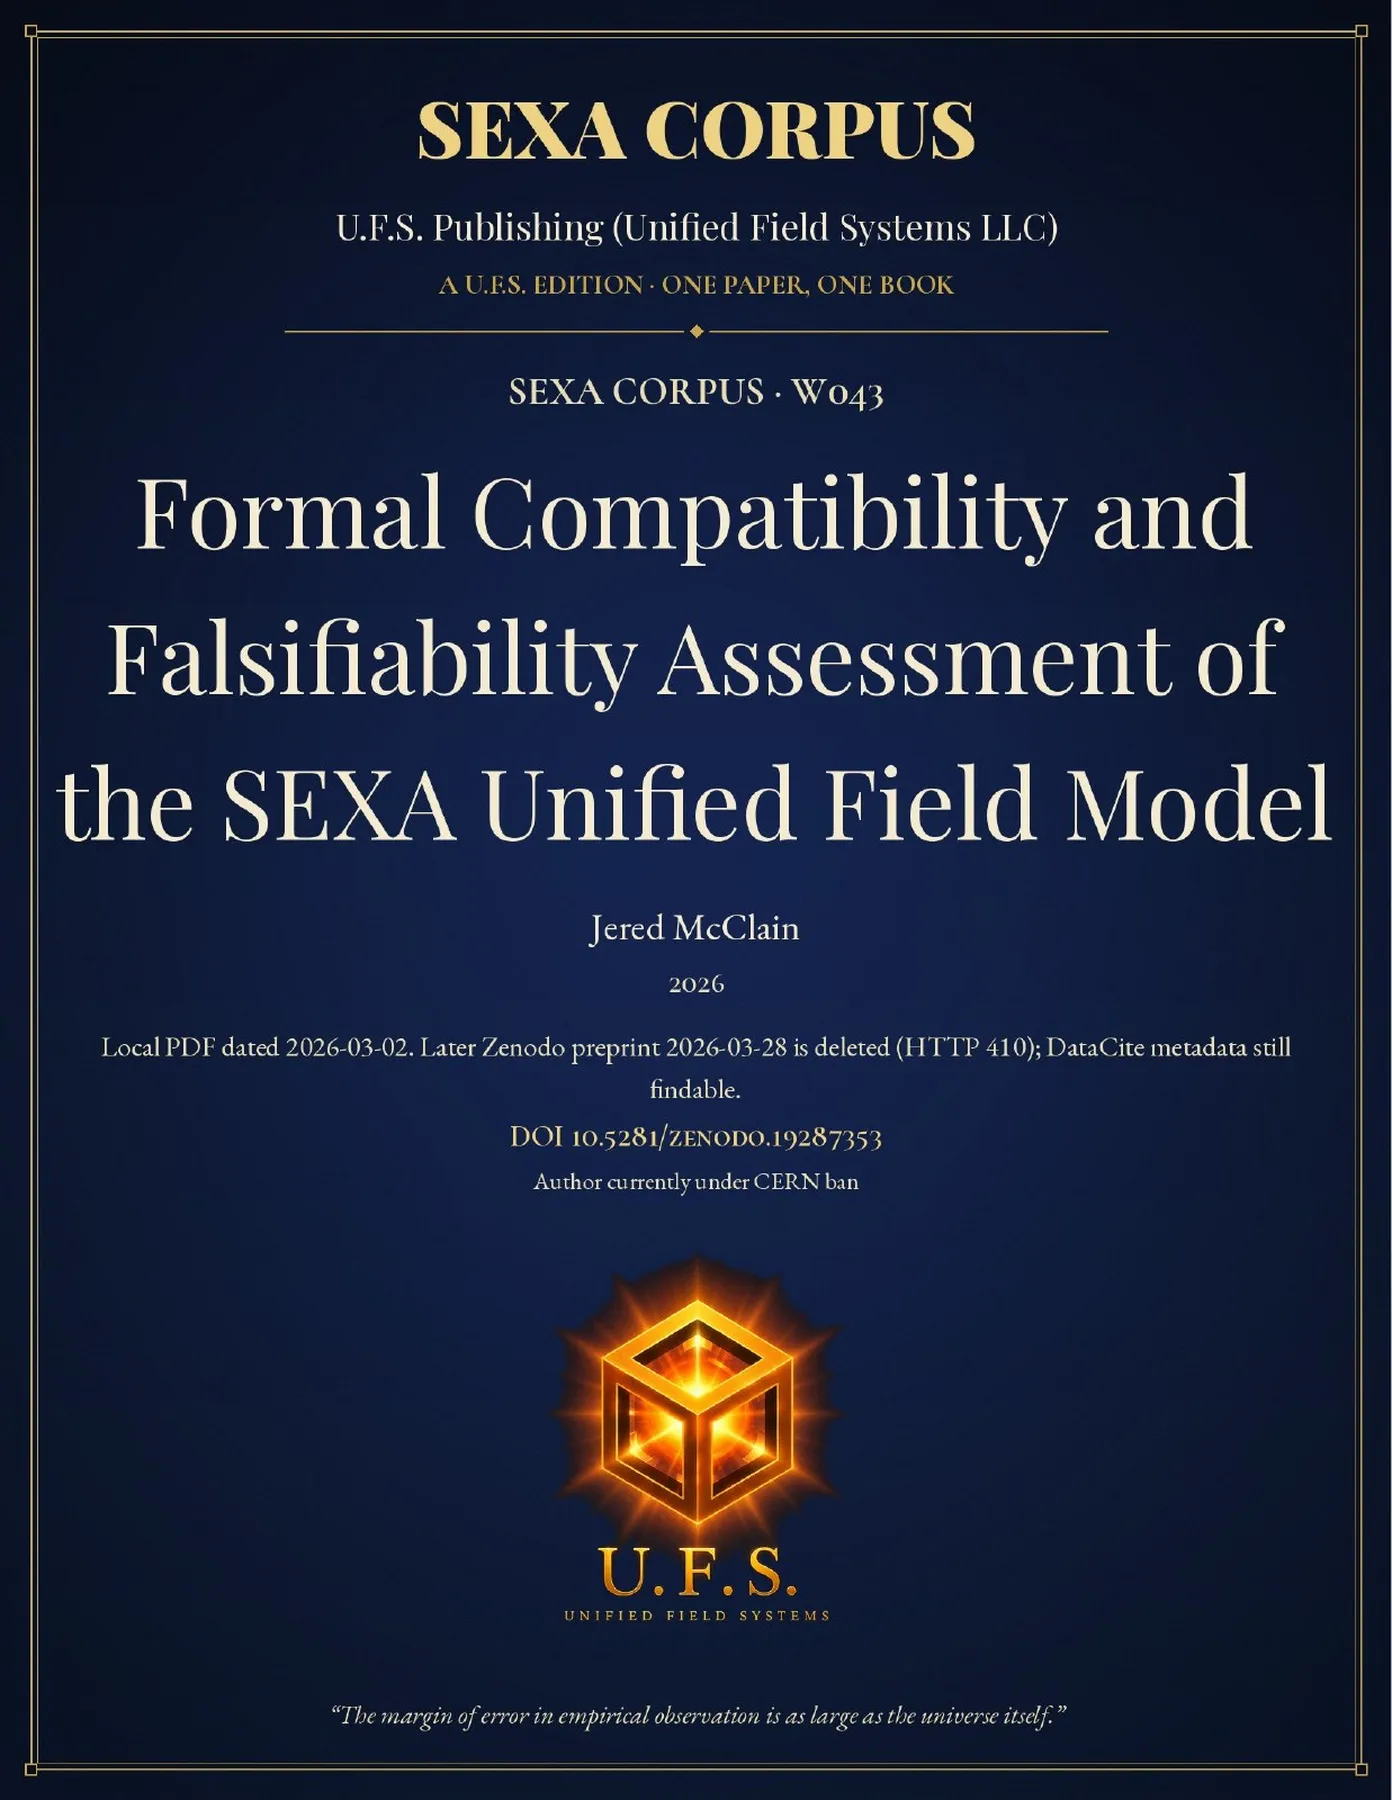 SEXA CORPUS
U.F.S. Publishing (Unified Field Systems LLC)
A U.F.S. EDITION · ONE PAPER, ONE BOOK
SEXA CORPUS · W043
Formal Compatibility and
Falsifiability Assessment of
the SEXA Unified Field Model
Jered McClain
2026
Local PDF dated 2026-03-02. Later Zenodo preprint 2026-03-28 is deleted (HTTP 410); DataCite metadata still
findable.
DOI 10.5281/ZENODO.19287353
Author currently under CERN ban
U.F.S.
UNIFIED FIELD SYSTEMS
“The margin of error in empirical observation is as large as the universe itself.”